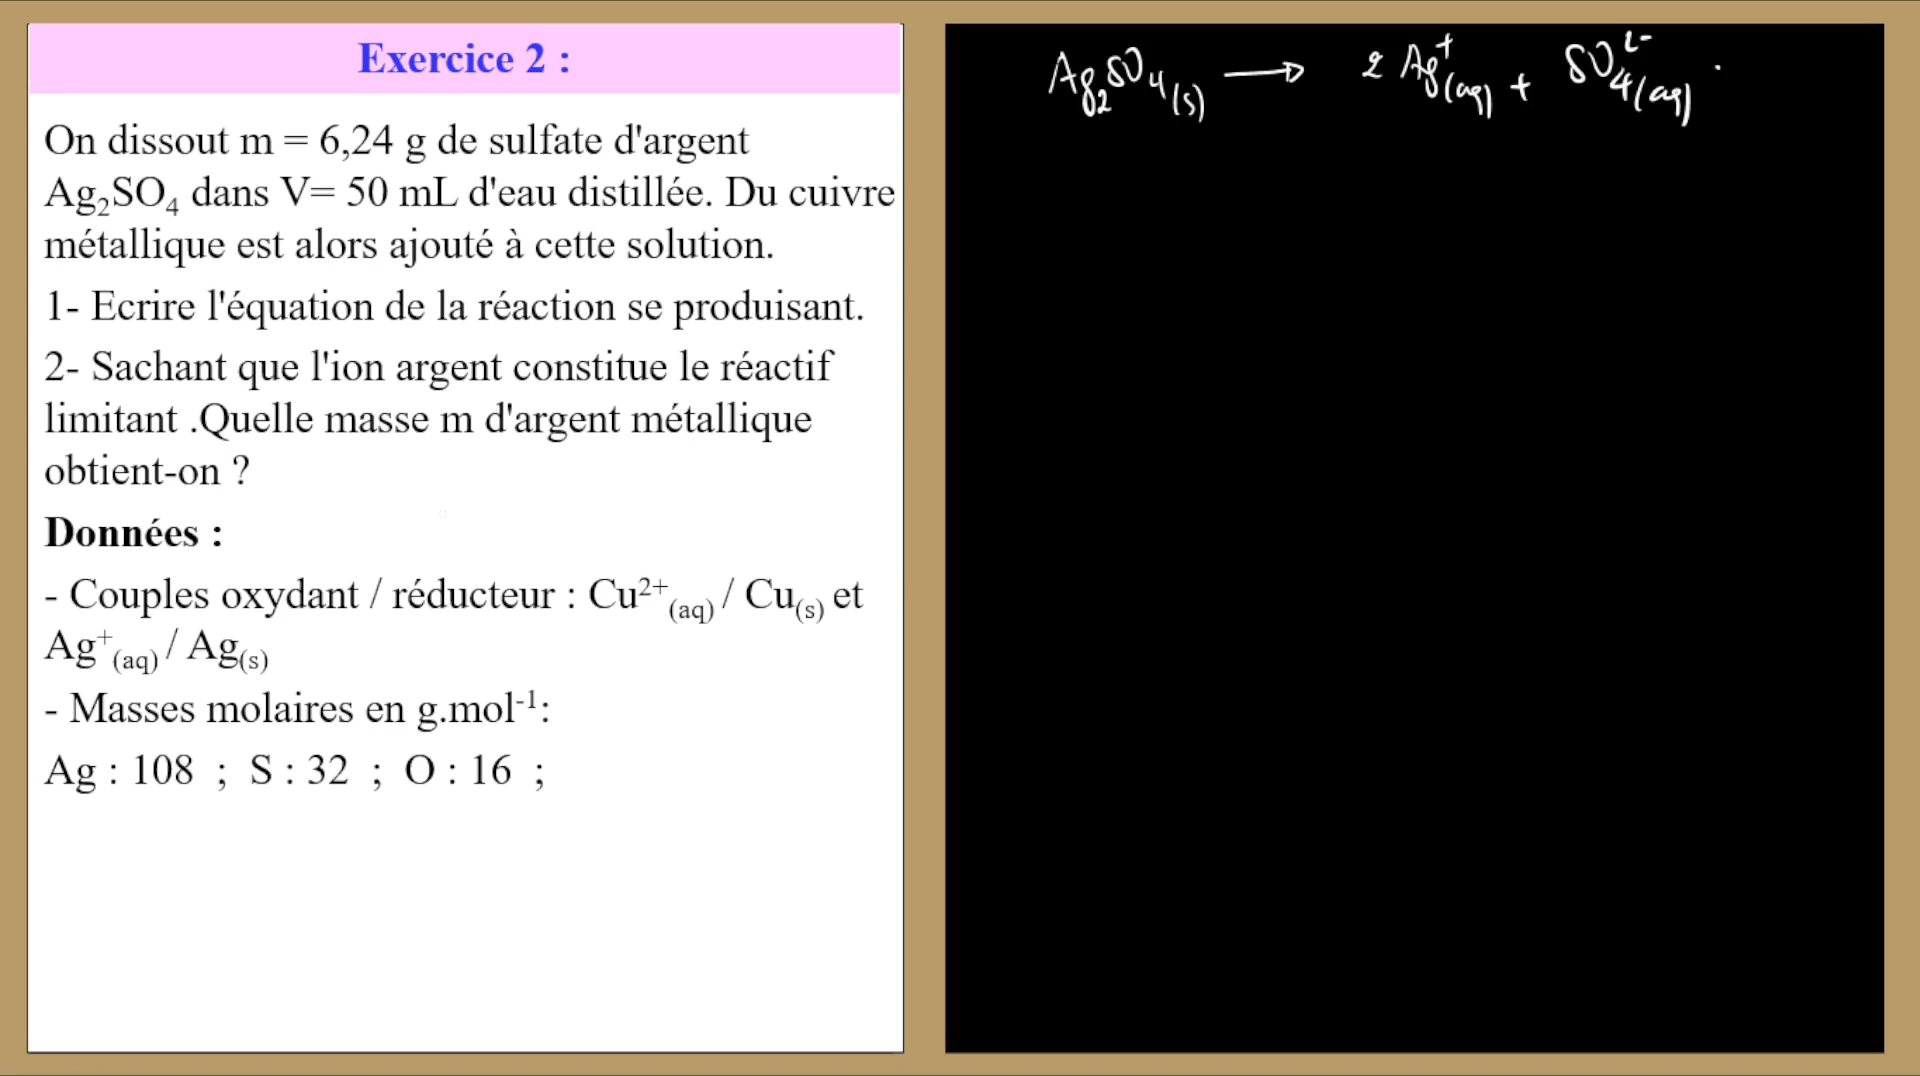 Exercice 2 :
On dissout m = 6,24 g de sulfate d'argent
Ag₂SO₄ dans V= 50 mL d'eau distillée. Du cuivre
métallique est alors ajouté à cette solution.
1- Ecrire l'équation de la réaction se produisant.
2- Sachant que l'ion argent constitue le réactif
limitant .Quelle masse m d'argent métallique
obtient-on ?
Données :
- Couples oxydant / réducteur : Cu²⁺(aq) / Cu(s) et
Ag⁺(aq) / Ag(s)
- Masses molaires en g.mol⁻¹:
Ag : 108 ; S : 32 ; O : 16 ;
Ag₂SO₄(s) → 2 Ag⁺(aq) + SO₄²⁻(aq) .